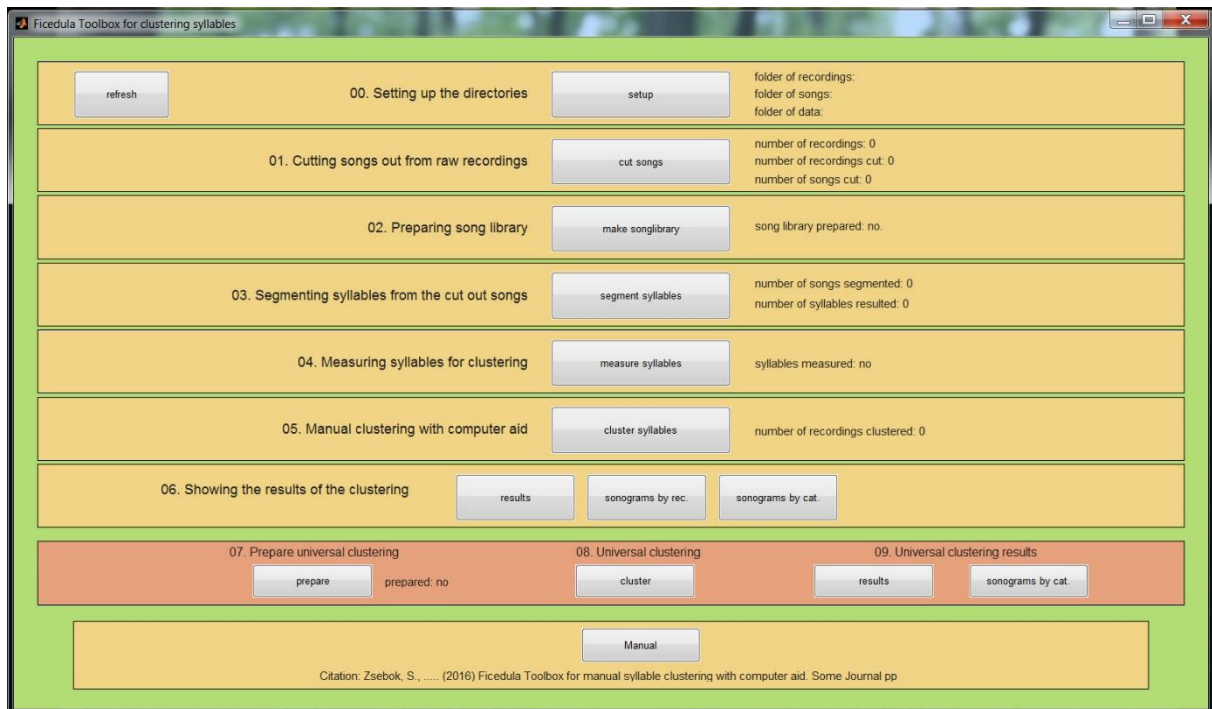 Ficedula Toolbox for clustering syllables
refresh
00. Setting up the directories
setup
folder of recordings:
folder of songs:
folder of data:
01. Cutting songs out from raw recordings
cut songs
number of recordings: 0
number of recordings cut: 0
number of songs cut: 0
02. Preparing song library
make songlibrary
song library prepared: no.
03. Segmenting syllables from the cut out songs
segment syllables
number of songs segmented: 0
number of syllables resulted: 0
04. Measuring syllables for clustering
measure syllables
syllables measured: no
05. Manual clustering with computer aid
cluster syllables
number of recordings clustered: 0
06. Showing the results of the clustering
results
sonograms by rec.
sonograms by cat.
07. Prepare universal clustering
prepare
prepared: no
08. Universal clustering
cluster
09. Universal clustering results
results
sonograms by cat.
Manual
Citation: Zsebok, S., ..... (2016) Ficedula Toolbox for manual syllable clustering with computer aid. Some Journal pp